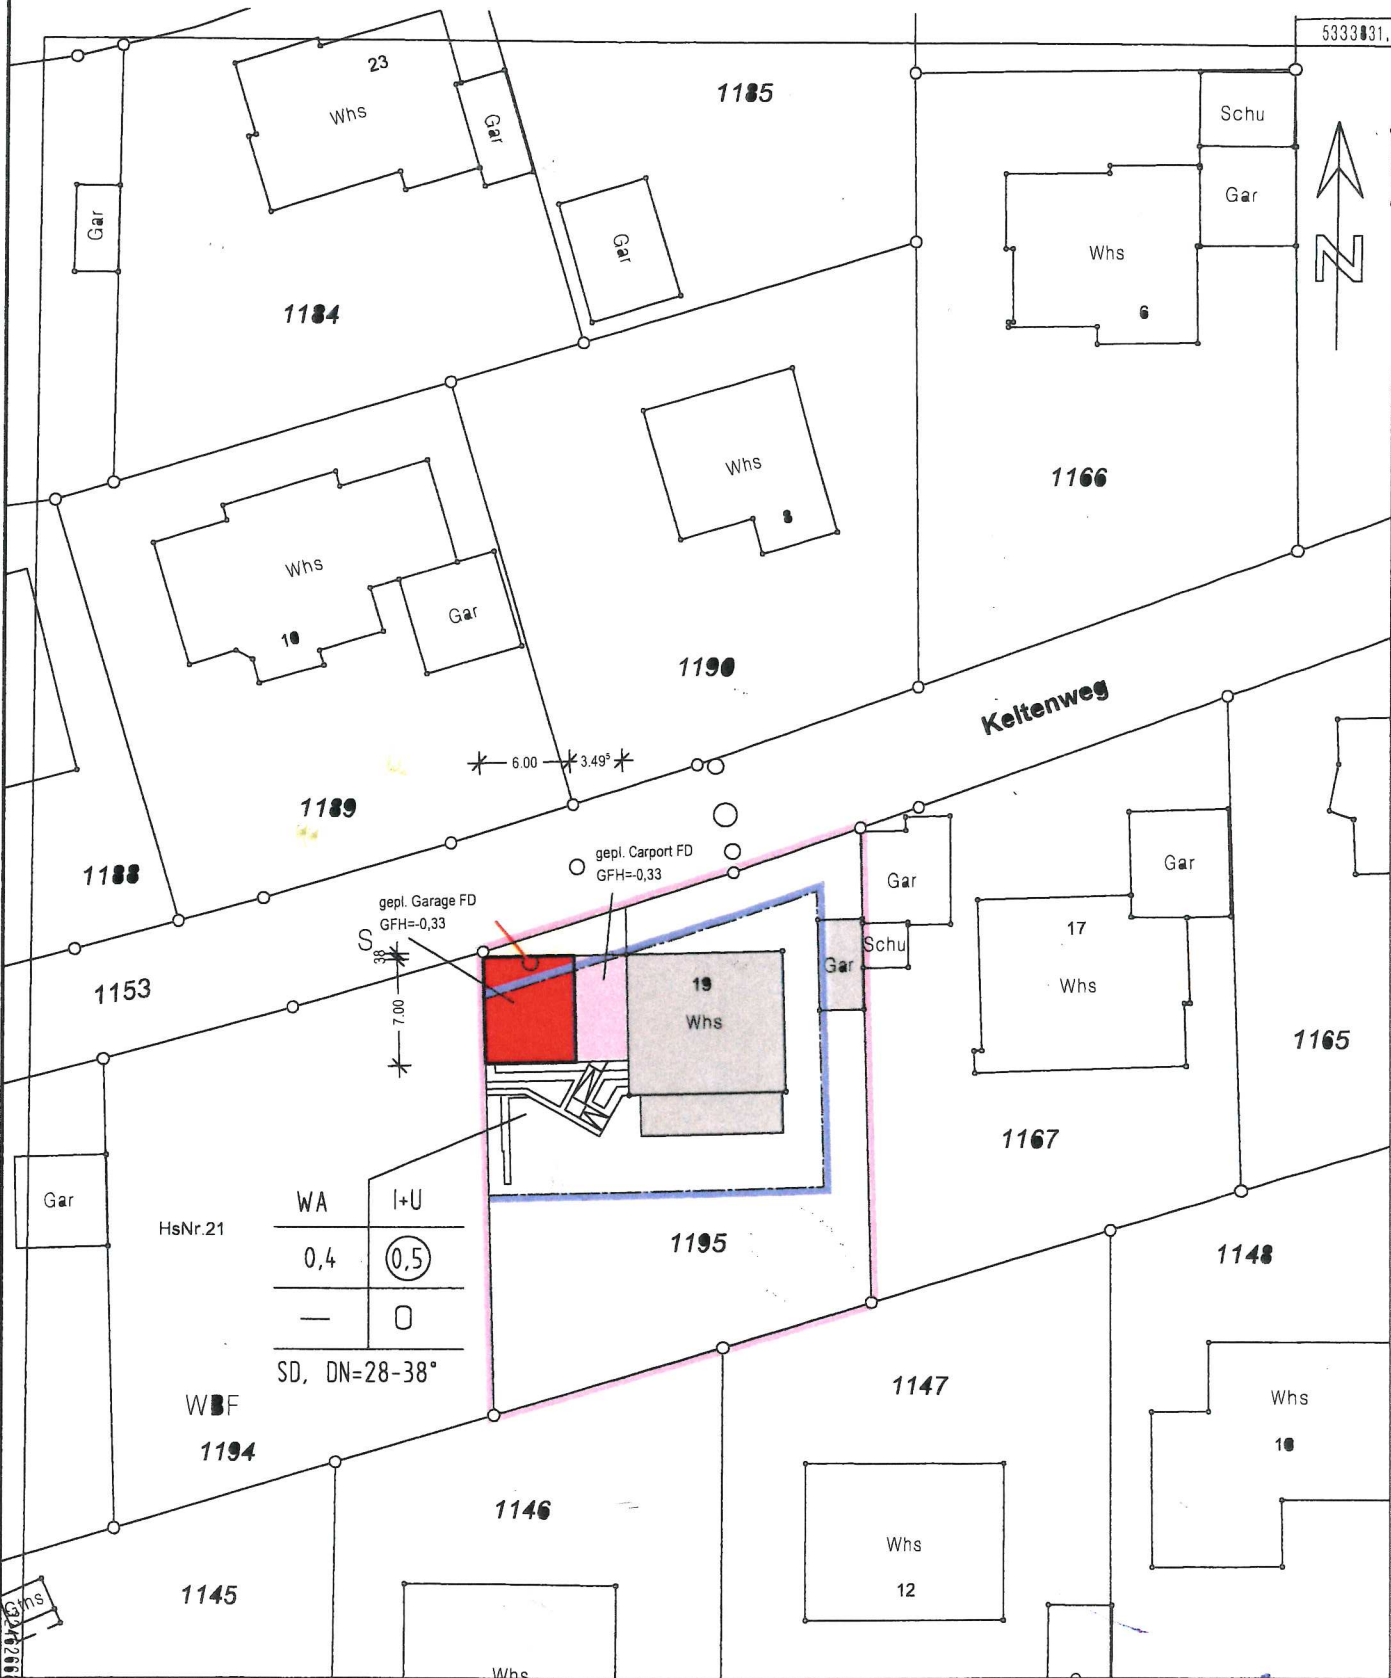 5333831,
23
Whs
Gar
1185
Schu
Gar
Gar
Gar
Whs
6
1184
Whs
8
1166
Whs
10
Gar
1190
Keltenweg
6.00
3.49⁵
1189
1188
gepl. Carport FD
GFH=-0,33
gepl. Garage FD
GFH=-0,33
S
38
7.00
1153
Gar
Schu
Gar
19
Whs
17
Whs
Gar
1165
1167
N
Gar
HsNr.21
WA
I+U
0,4
0,5
—
O
SD, DN=28-38°
1195
1148
WBF
1194
1147
Whs
10
1146
Whs
12
1145
Gths
Whs